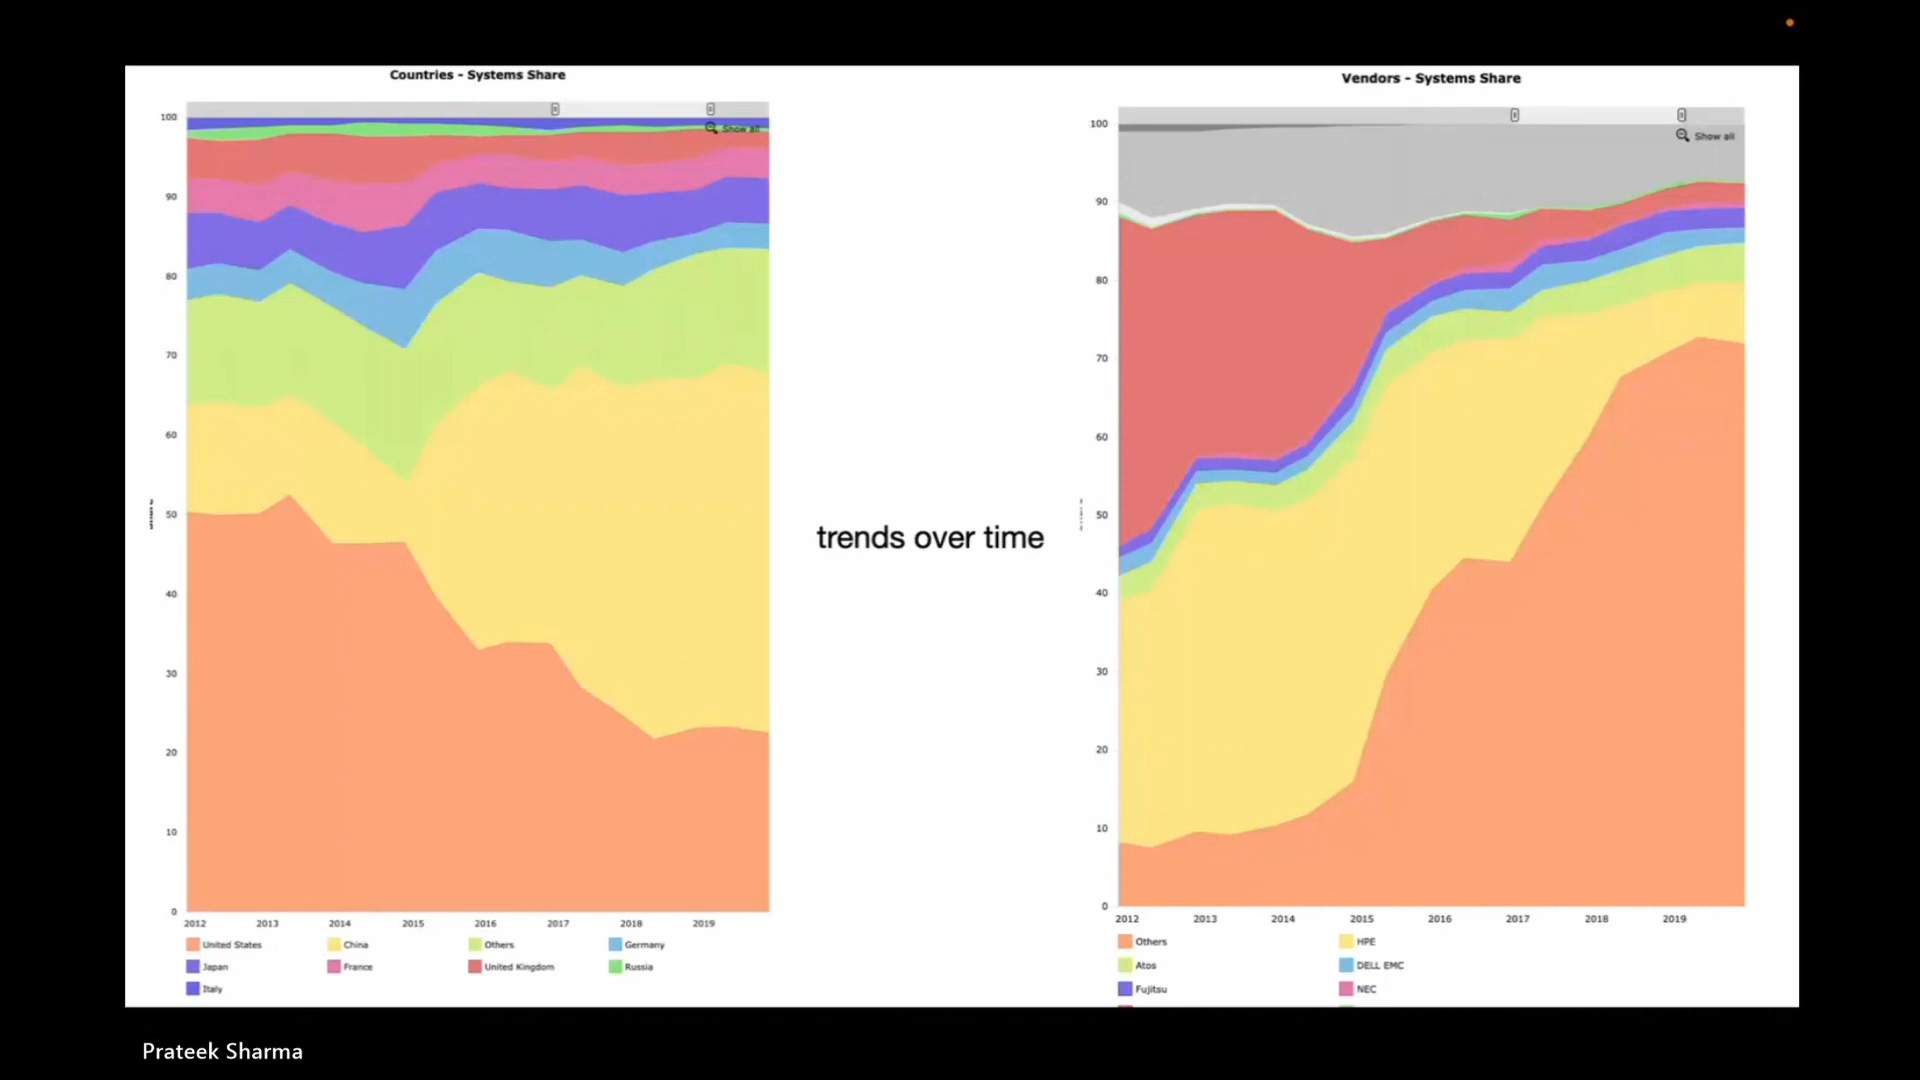 Countries - Systems Share
Show all
100
90
80
70
60
50
40
30
20
10
0
2012 2013 2014 2015 2016 2017 2018 2019
United States China Others Germany
Japan France United Kingdom Russia
Italy
trends over time
Vendors - Systems Share
Show all
100
90
80
70
60
50
40
30
20
10
0
2012 2013 2014 2015 2016 2017 2018 2019
Others HPE
Atos DELL EMC
Fujitsu NEC
Prateek Sharma